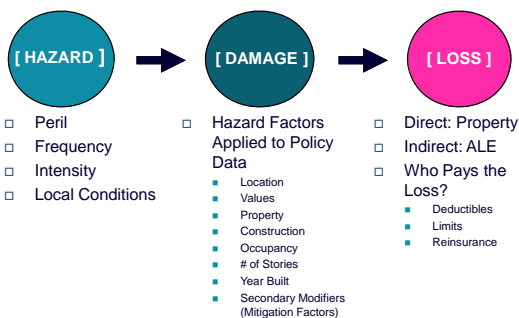 [ HAZARD ]
[ DAMAGE ]
[ LOSS ]
Peril
Frequency
Intensity
Local Conditions
Hazard Factors
Applied to Policy
Data
Location
Values
Property
Construction
Occupancy
# of Stories
Year Built
Secondary Modifiers
(Mitigation Factors)
Direct: Property
Indirect: ALE
Who Pays the
Loss?
Deductibles
Limits
Reinsurance